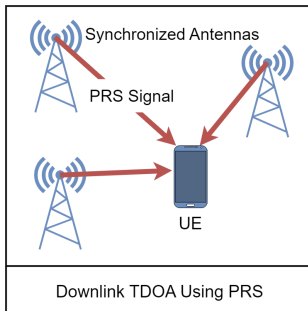 Synchronized Antennas
PRS Signal
UE
Downlink TDOA Using PRS